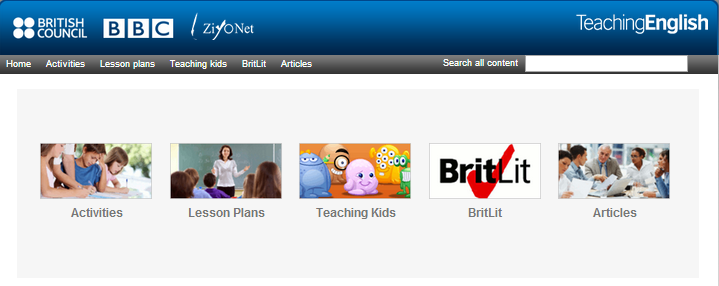 BRITISH COUNCIL
BBC
ZiyoNet
TeachingEnglish
Home Activities Lesson plans Teaching kids BritLit Articles Search all content
BritLit
Activities Lesson Plans Teaching Kids BritLit Articles